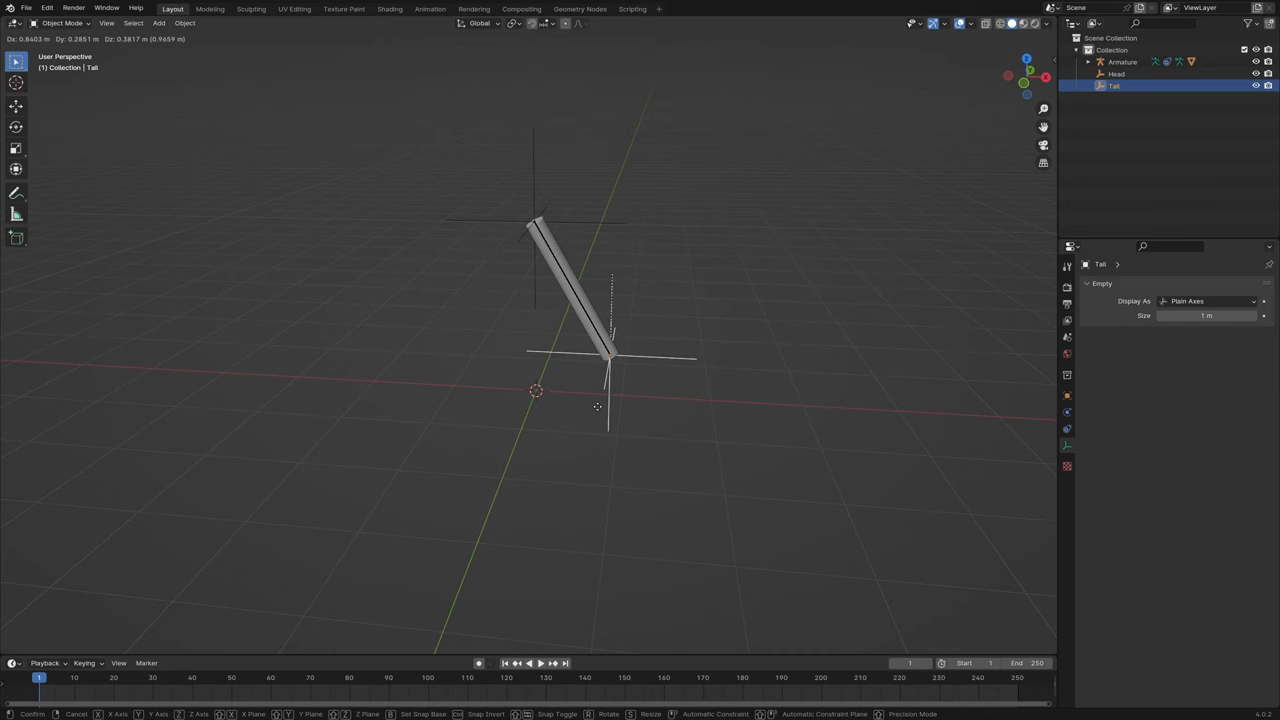 File Edit Render Window Help Layout Modeling Sculpting UV Editing Texture Paint Shading Animation Rendering Compositing Geometry Nodes Scripting Scene ViewLayer
Object Mode View Select Add Object Global
Dx: 0.8403 m Dy: 0.2851 m Dz: 0.3817 m (0.9659 m)
User Perspective
(1) Collection | Tail
Z
Y
X
Scene Collection
Collection
Armature
Head
Tail
Tail
Empty
Display As Plain Axes
Size 1 m
Playback Keying View Marker 1 Start 1 End 250
1 10 20 30 40 50 60 70 80 90 100 110 120 130 140 150 160 170 180 190 200 210 220 230 240 250
Confirm Cancel X X Axis Y Y Axis Z Z Axis X X Plane Y Y Plane Z Z Plane B Set Snap Base Ctrl Snap Invert Snap Toggle R Rotate S Resize Automatic Constraint Automatic Constraint Plane Precision Mode 4.0.2